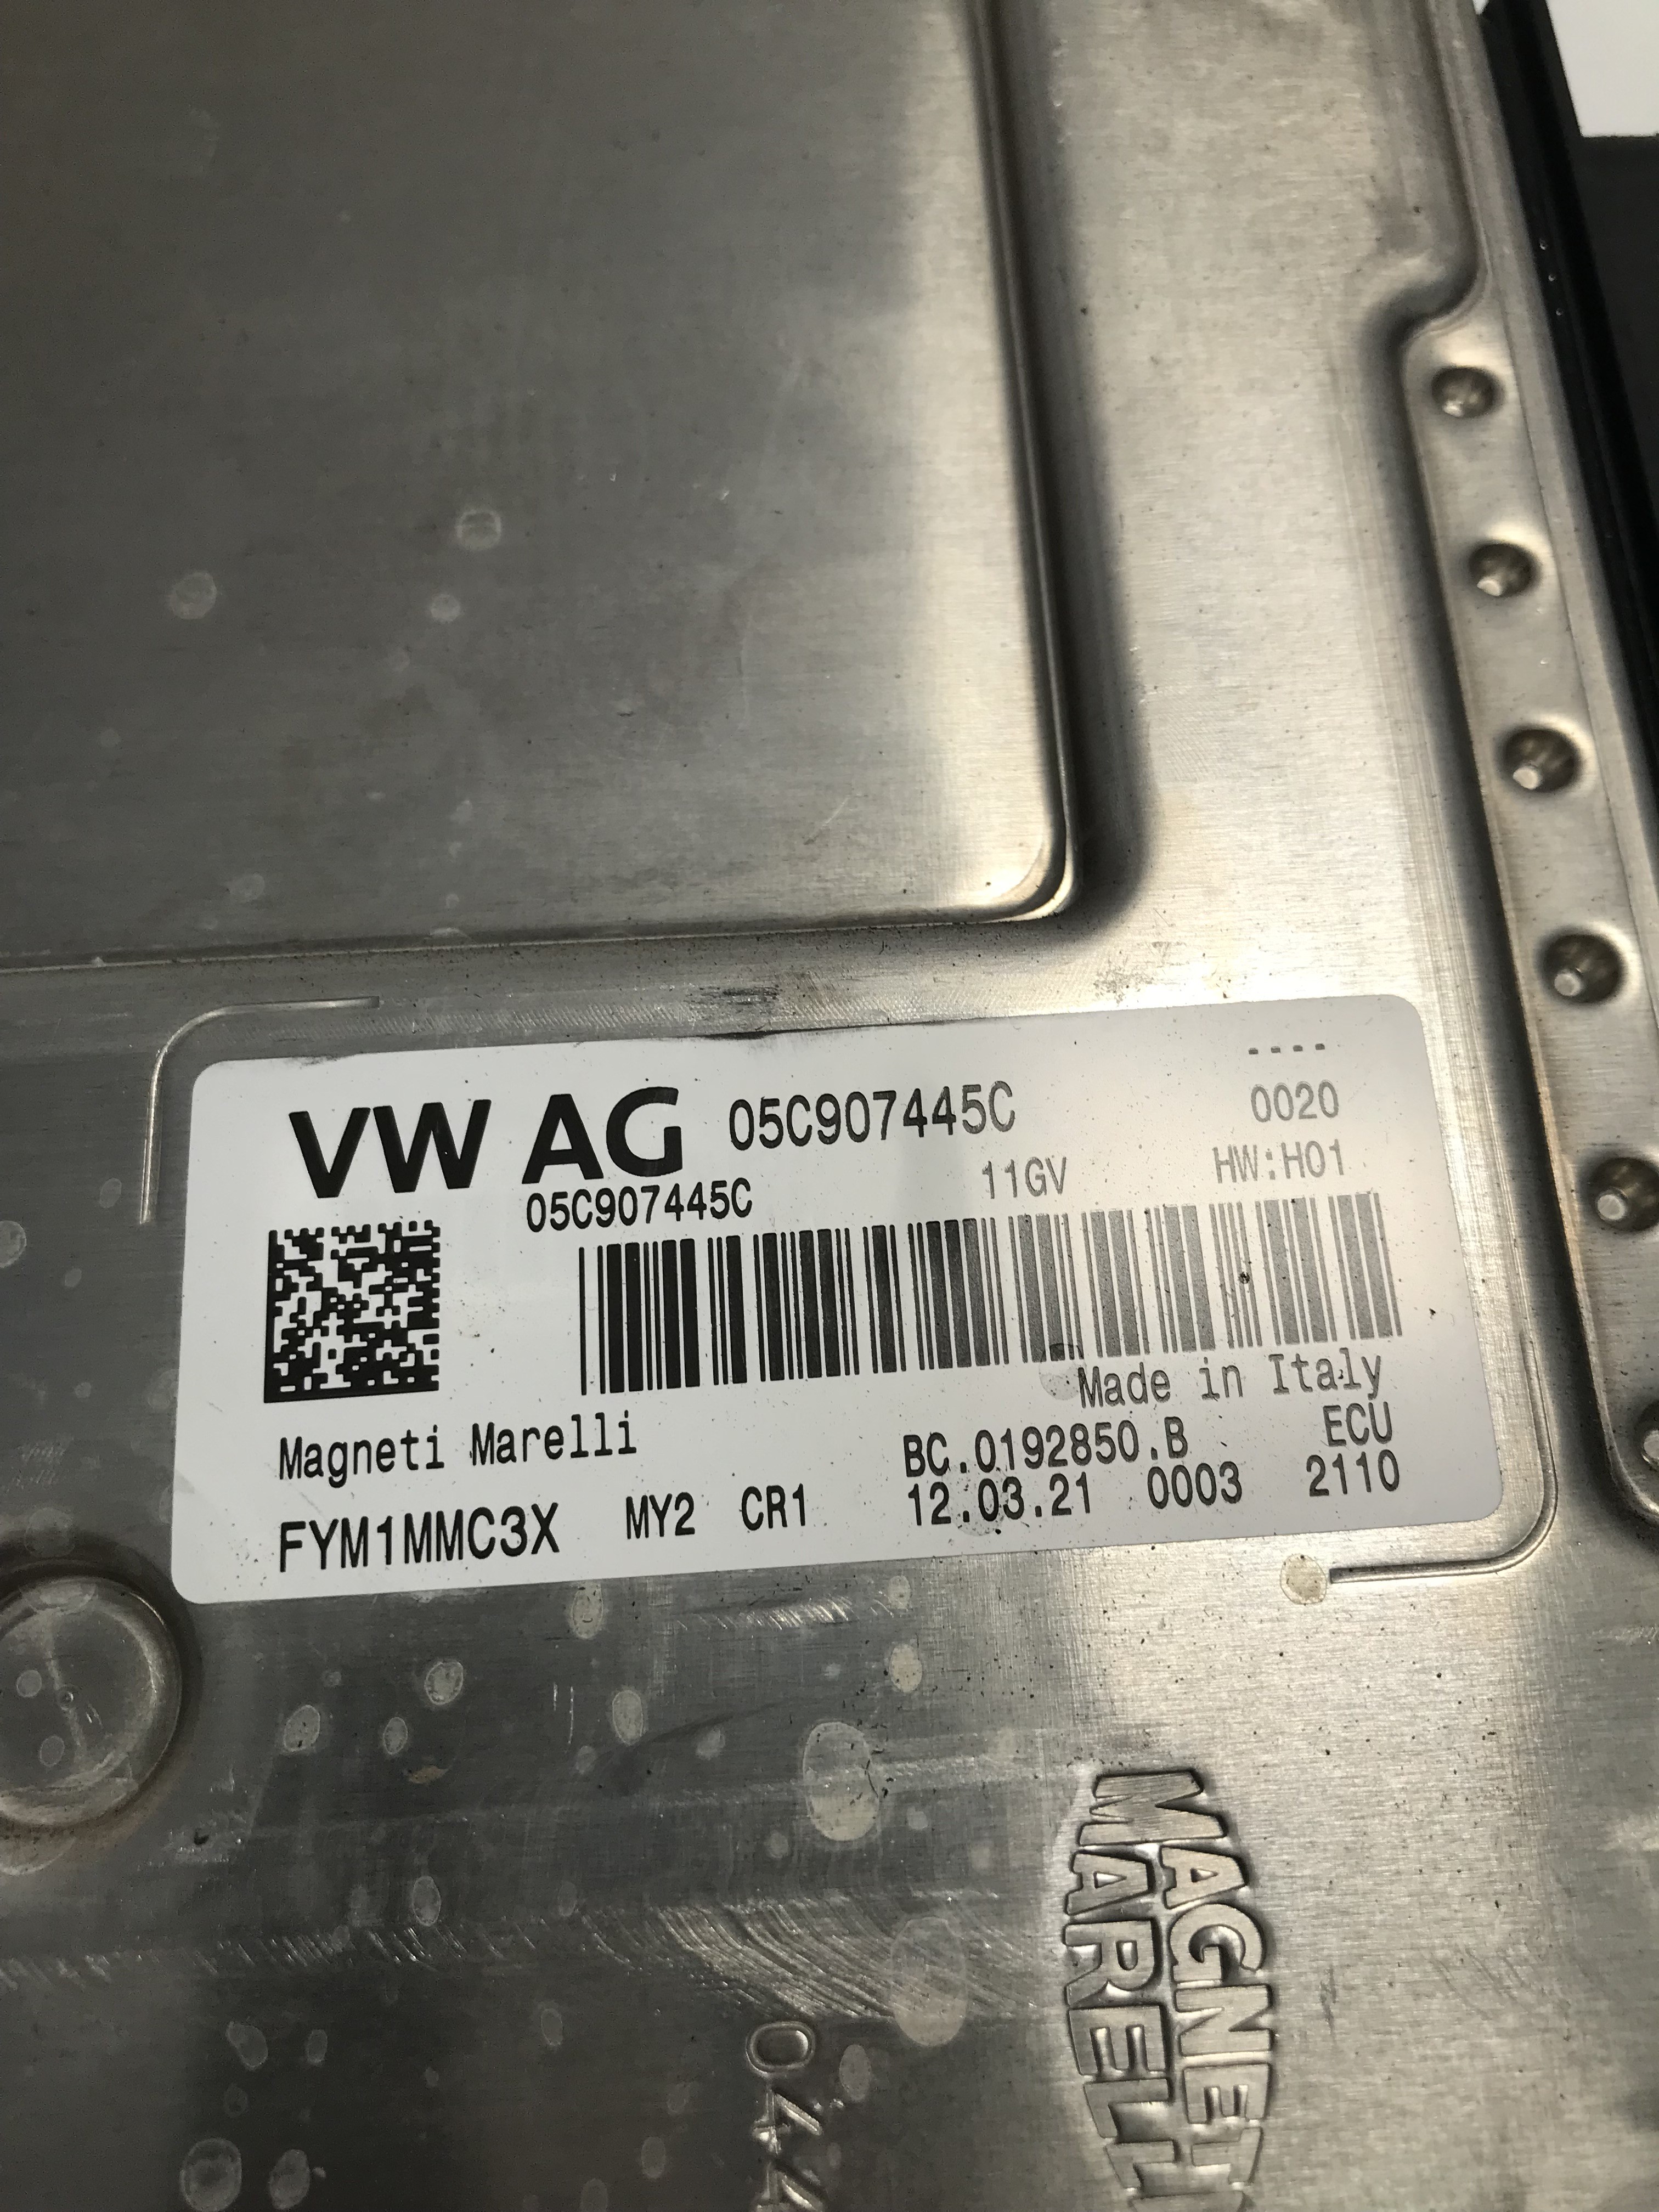 ----
VW AG 05C907445C 0020
05C907445C 11GV HW:H01
Made in Italy
Magneti Marelli BC.0192850.B ECU
FYM1MMC3X MY2 CR1 12.03.21 0003 2110
MAGNETI
MARELLI
044